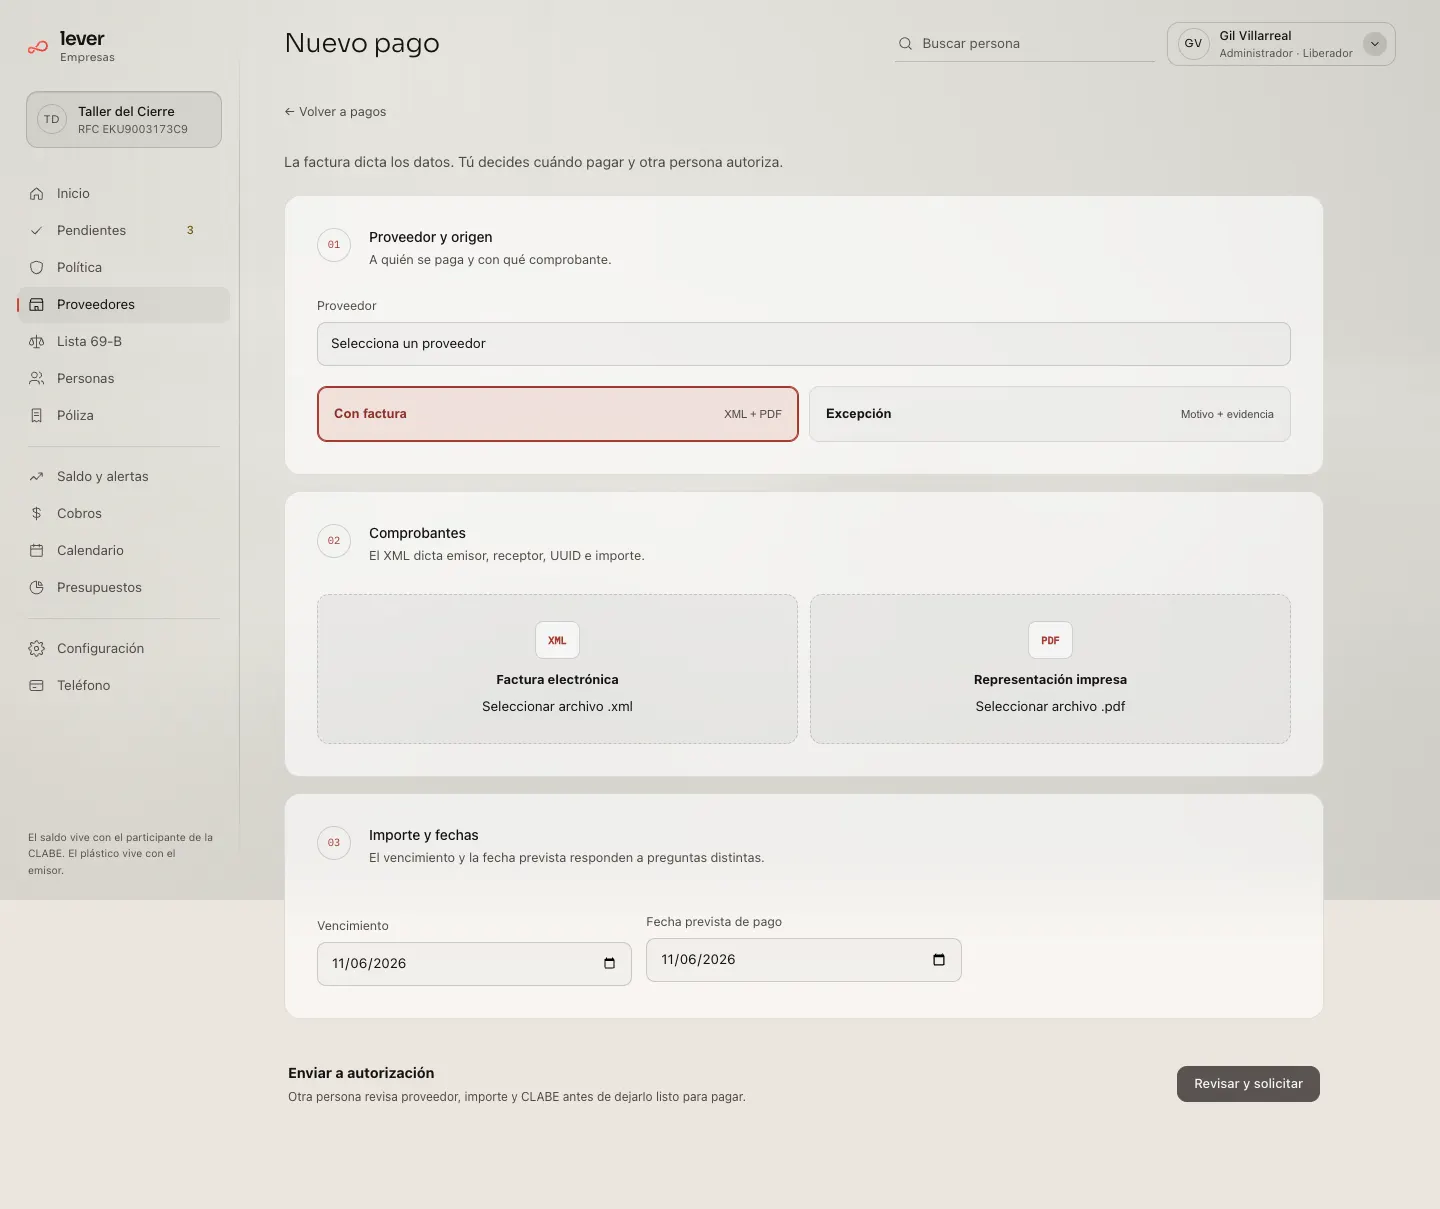 lever
Empresas
Nuevo pago
Buscar persona
GV
Gil Villarreal
Administrador · Liberador
TD
Taller del Cierre
RFC EKU9003173C9
Inicio
Pendientes 3
Política
Proveedores
Lista 69-B
Personas
Póliza
Saldo y alertas
Cobros
Calendario
Presupuestos
Configuración
Teléfono
El saldo vive con el participante de la
CLABE. El plástico vive con el
emisor.
← Volver a pagos
La factura dicta los datos. Tú decides cuándo pagar y otra persona autoriza.
01
Proveedor y origen
A quién se paga y con qué comprobante.
Proveedor
Selecciona un proveedor
Con factura XML + PDF
Excepción Motivo + evidencia
02
Comprobantes
El XML dicta emisor, receptor, UUID e importe.
XML
Factura electrónica
Seleccionar archivo .xml
PDF
Representación impresa
Seleccionar archivo .pdf
03
Importe y fechas
El vencimiento y la fecha prevista responden a preguntas distintas.
Vencimiento
11/06/2026
Fecha prevista de pago
11/06/2026
Enviar a autorización
Otra persona revisa proveedor, importe y CLABE antes de dejarlo listo para pagar.
Revisar y solicitar